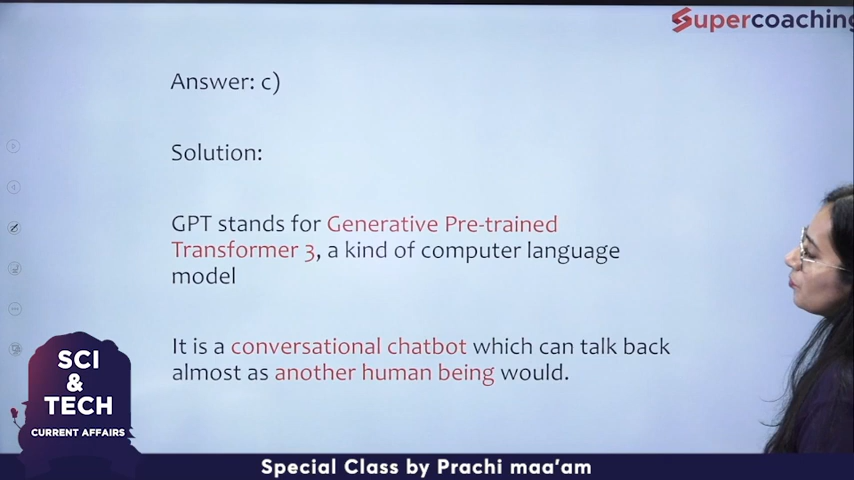 Supercoaching
Answer: c)
Solution:
GPT stands for Generative Pre-trained
Transformer 3, a kind of computer language
model
It is a conversational chatbot which can talk back
almost as another human being would.
SCI
&
TECH
CURRENT AFFAIRS
Special Class by Prachi maa'am